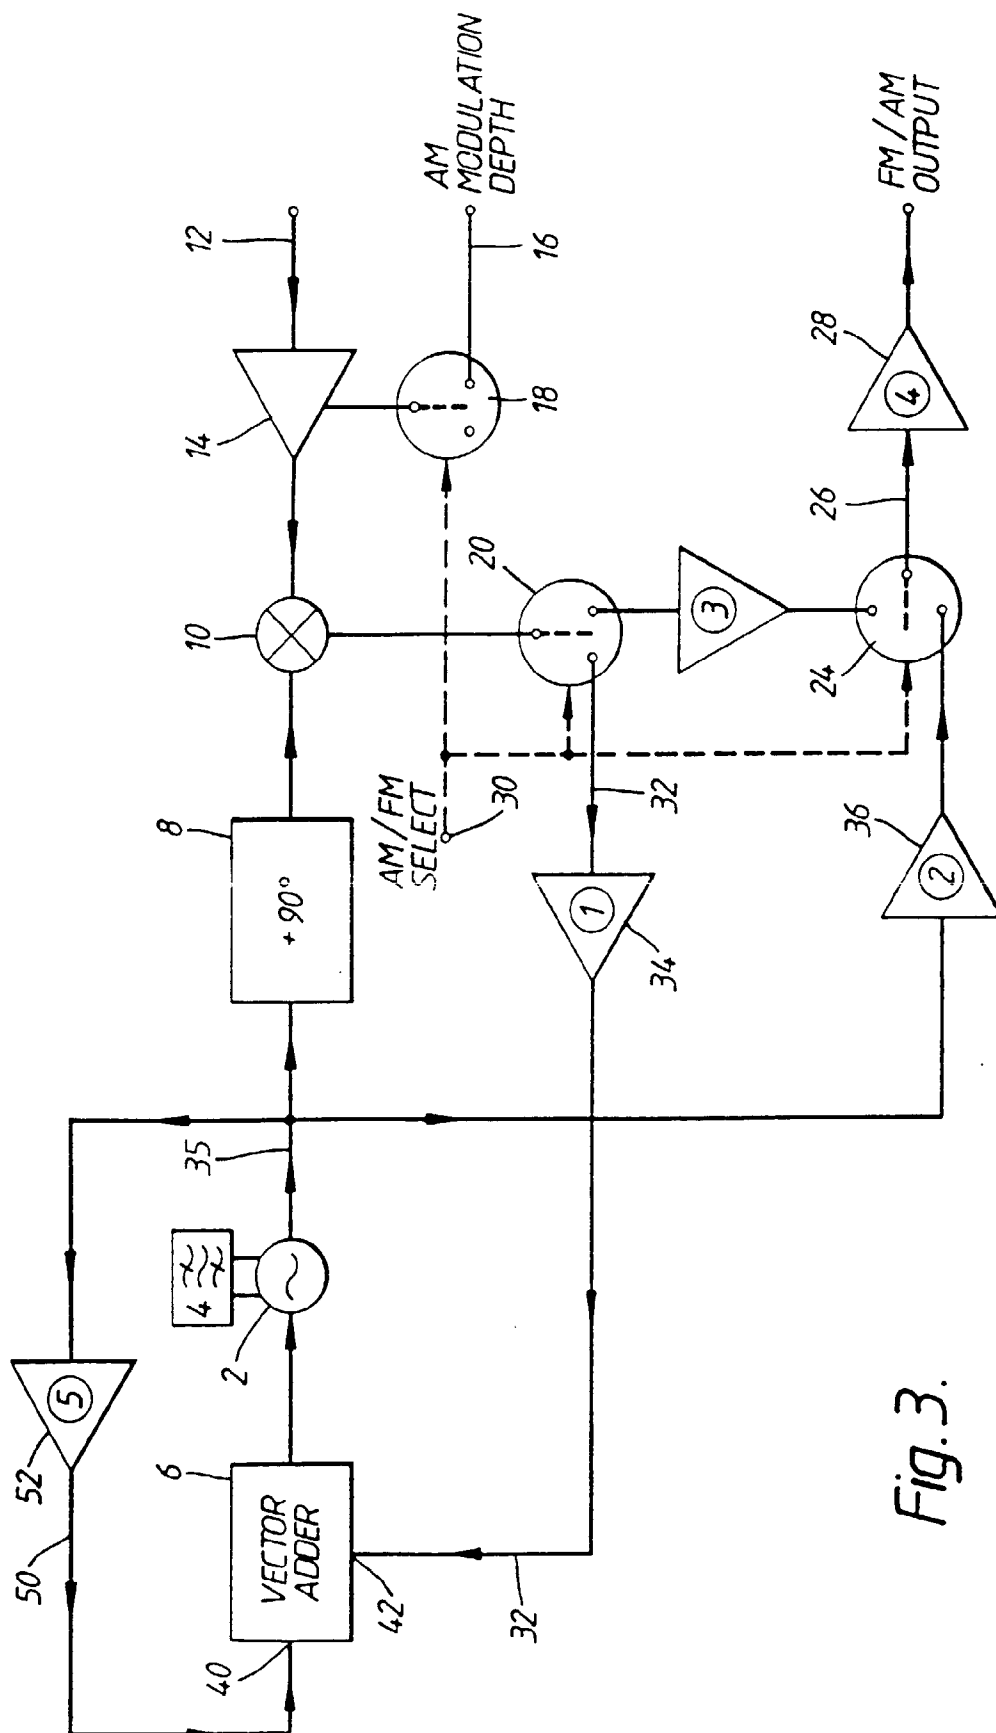 50
52
5
40
VECTOR
ADDER
6
42
32
2
4
35
8
+90°
10
14
12
AM
MODULATION
DEPTH
16
18
AM/FM
SELECT
30
20
32
1
34
3
36
2
24
26
28
4
FM/AM
OUTPUT
Fig.3.